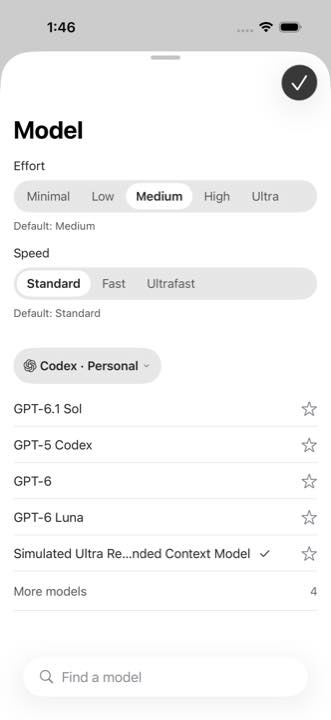 1:46
Model
Effort
Minimal Low Medium High Ultra
Default: Medium
Speed
Standard Fast Ultrafast
Default: Standard
Codex · Personal
GPT-6.1 Sol
GPT-5 Codex
GPT-6
GPT-6 Luna
Simulated Ultra Re...nded Context Model
More models 4
Find a model